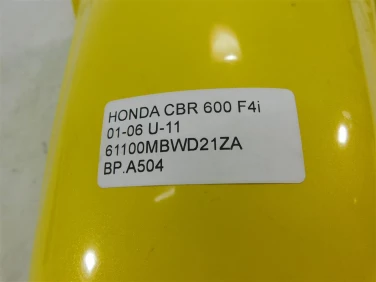 HONDA CBR 600 F4i
01-06 U-11
61100MBWD21ZA
BP.A504